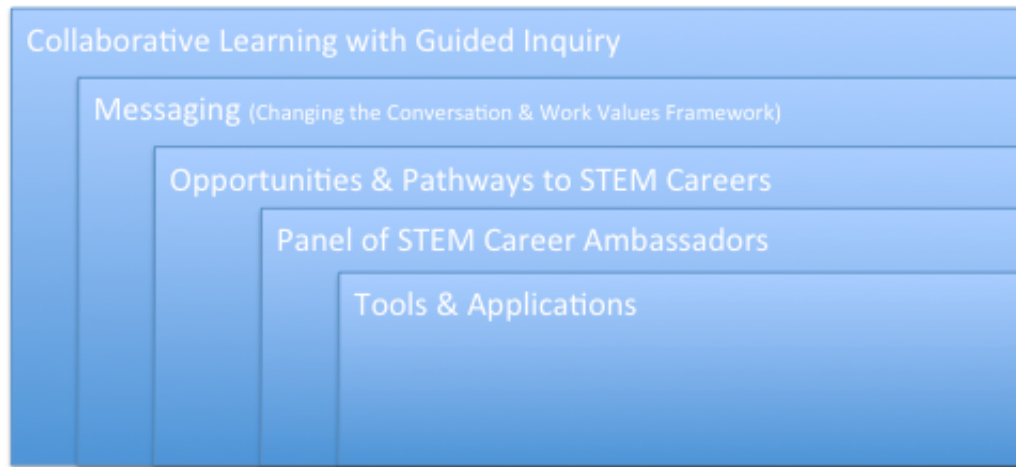 Collaborative Learning with Guided Inquiry
Messaging (Changing the Conversation & Work Values Framework)
Opportunities & Pathways to STEM Careers
Panel of STEM Career Ambassadors
Tools & Applications